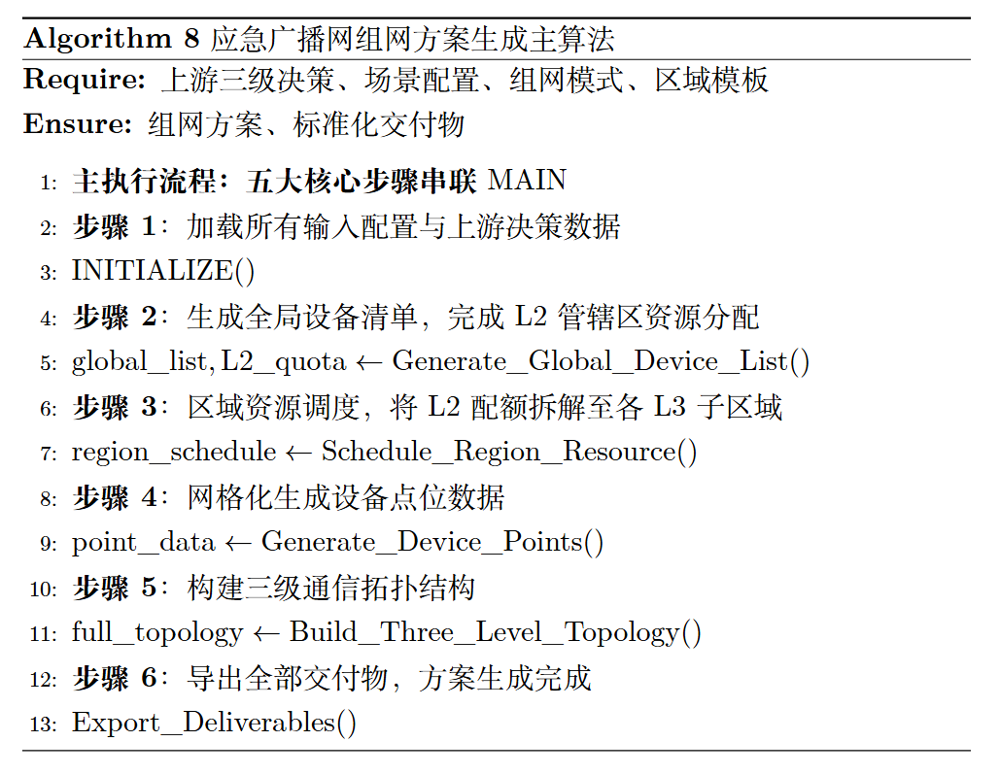 Algorithm 8 应急广播网组网方案生成主算法
Require: 上游三级决策、场景配置、组网模式、区域模板
Ensure: 组网方案、标准化交付物
1: 主执行流程：五大核心步骤串联 MAIN
2: 步骤 1：加载所有输入配置与上游决策数据
3: INITIALIZE()
4: 步骤 2：生成全局设备清单，完成 L2 管辖区资源分配
5: global_list, L2_quota ← Generate_Global_Device_List()
6: 步骤 3：区域资源调度，将 L2 配额拆解至各 L3 子区域
7: region_schedule ← Schedule_Region_Resource()
8: 步骤 4：网格化生成设备点位数据
9: point_data ← Generate_Device_Points()
10: 步骤 5：构建三级通信拓扑结构
11: full_topology ← Build_Three_Level_Topology()
12: 步骤 6：导出全部交付物，方案生成完成
13: Export_Deliverables()